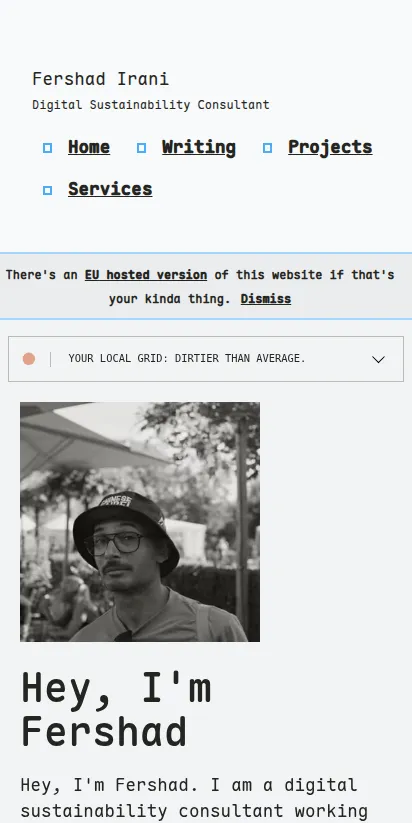 Fershad Irani
Digital Sustainability Consultant
Home Writing Projects
Services
There's an EU hosted version of this website if that's
your kinda thing. Dismiss
YOUR LOCAL GRID: DIRTIER THAN AVERAGE.
Hey, I'm
Fershad
Hey, I'm Fershad. I am a digital
sustainability consultant working